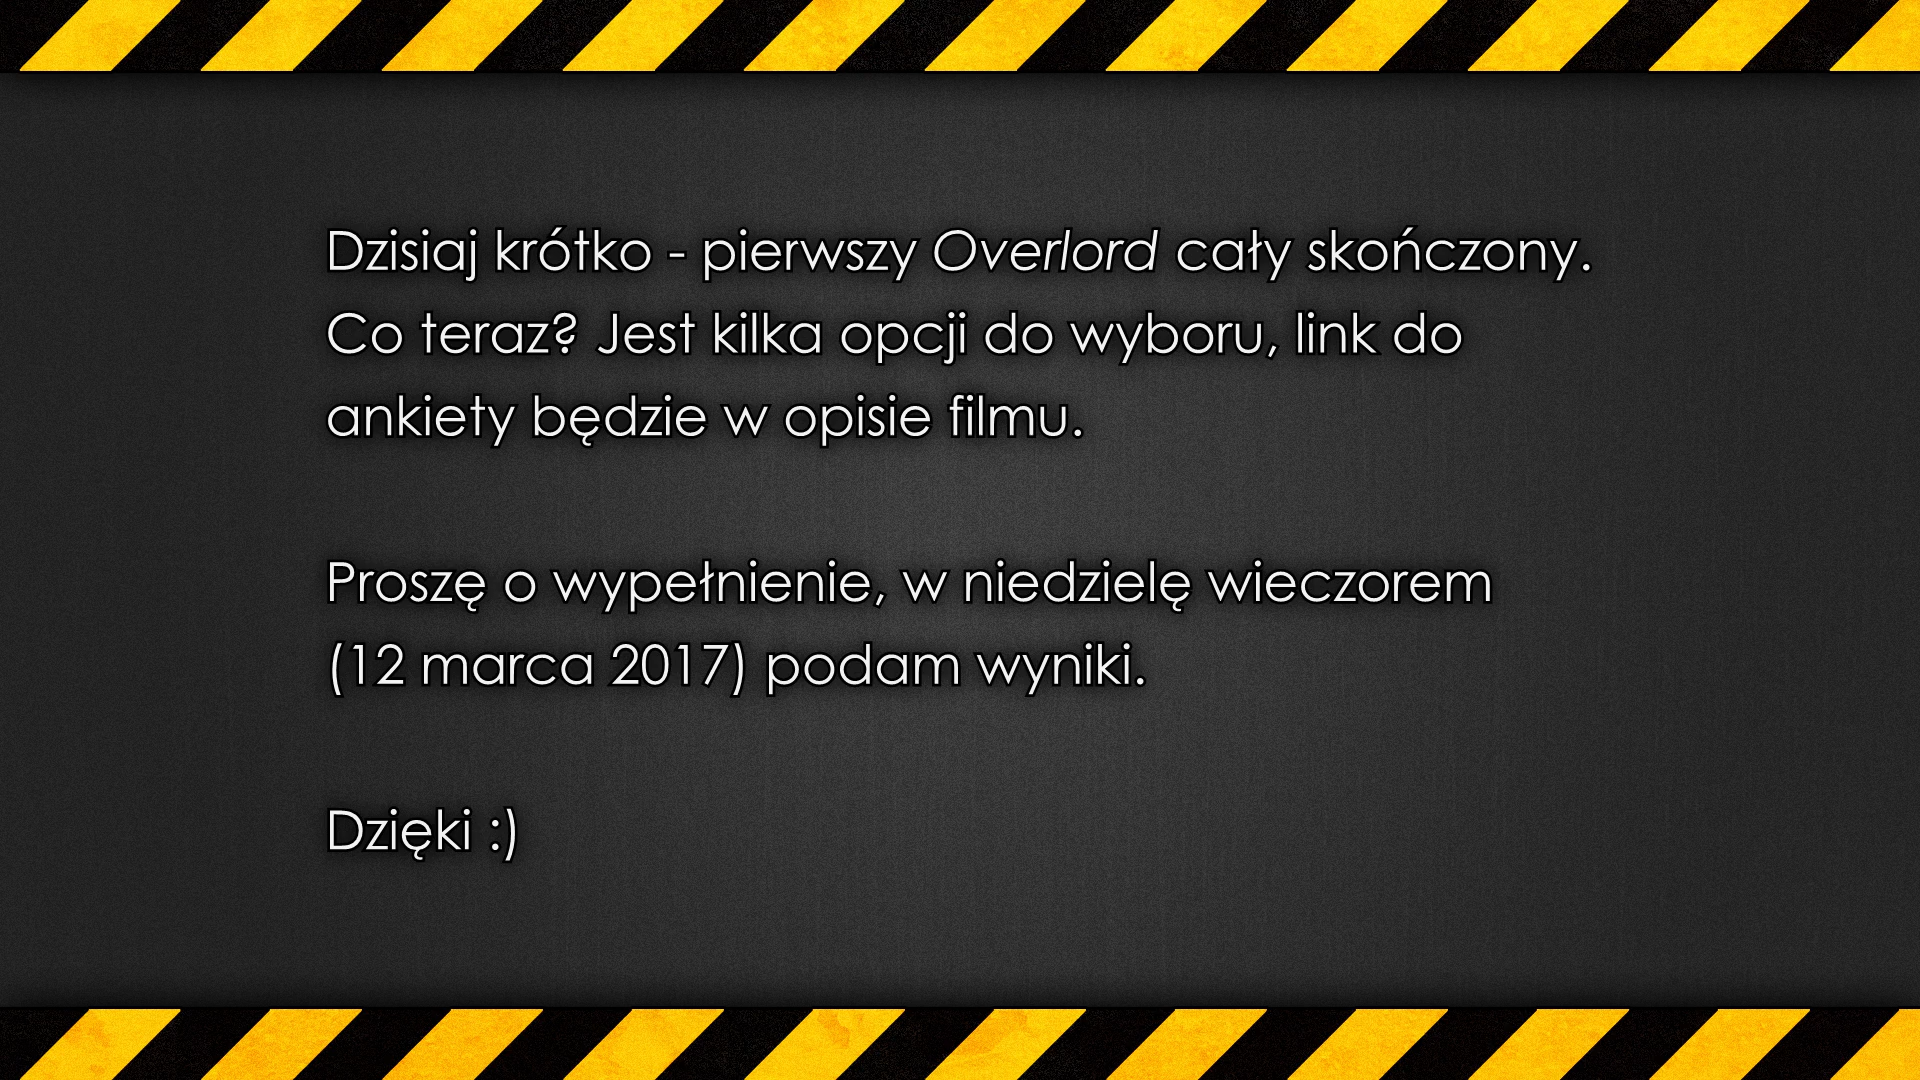 Dzisiaj krótko - pierwszy Overlord cały skończony.
Co teraz? Jest kilka opcji do wyboru, link do
ankiety będzie w opisie filmu.
Proszę o wypełnienie, w niedzielę wieczorem
(12 marca 2017) podam wyniki.
Dzięki :)